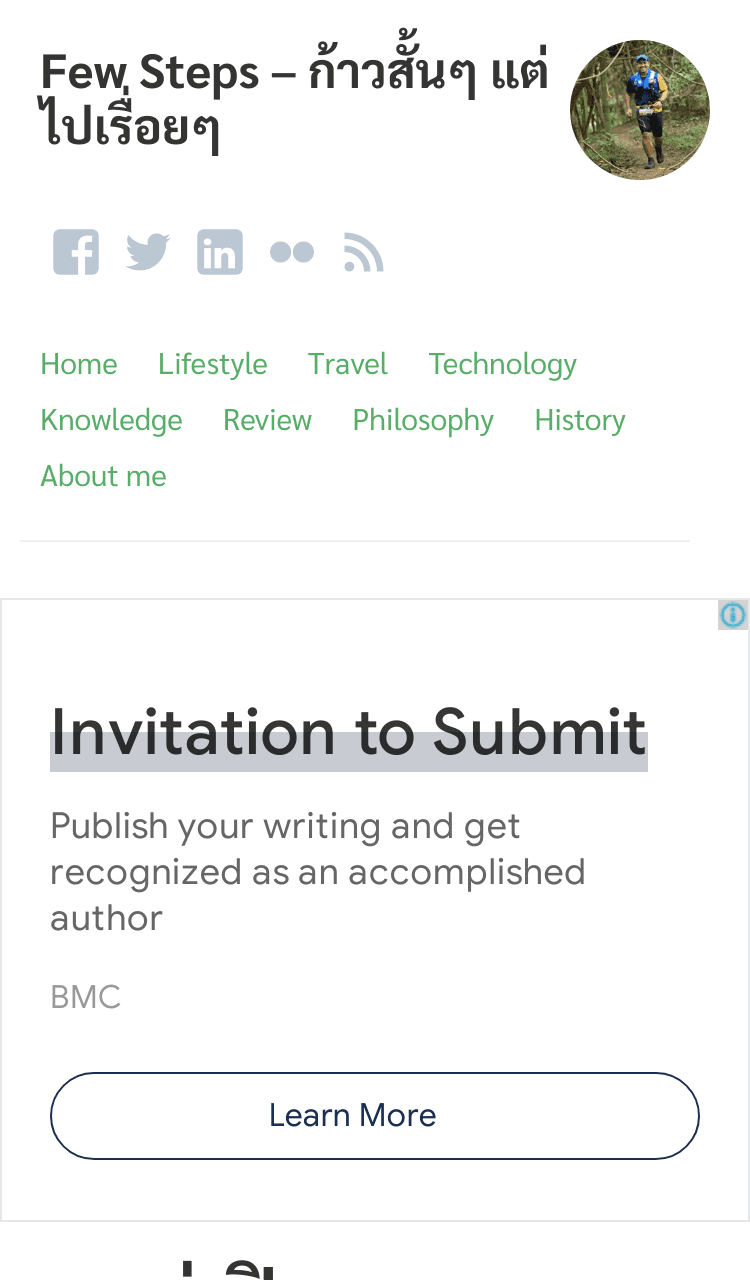 Few Steps – ก้าวสั้นๆ แต่
ไปเรื่อยๆ
Home Lifestyle Travel Technology
Knowledge Review Philosophy History
About me
Invitation to Submit
Publish your writing and get
recognized as an accomplished
author
BMC
Learn More